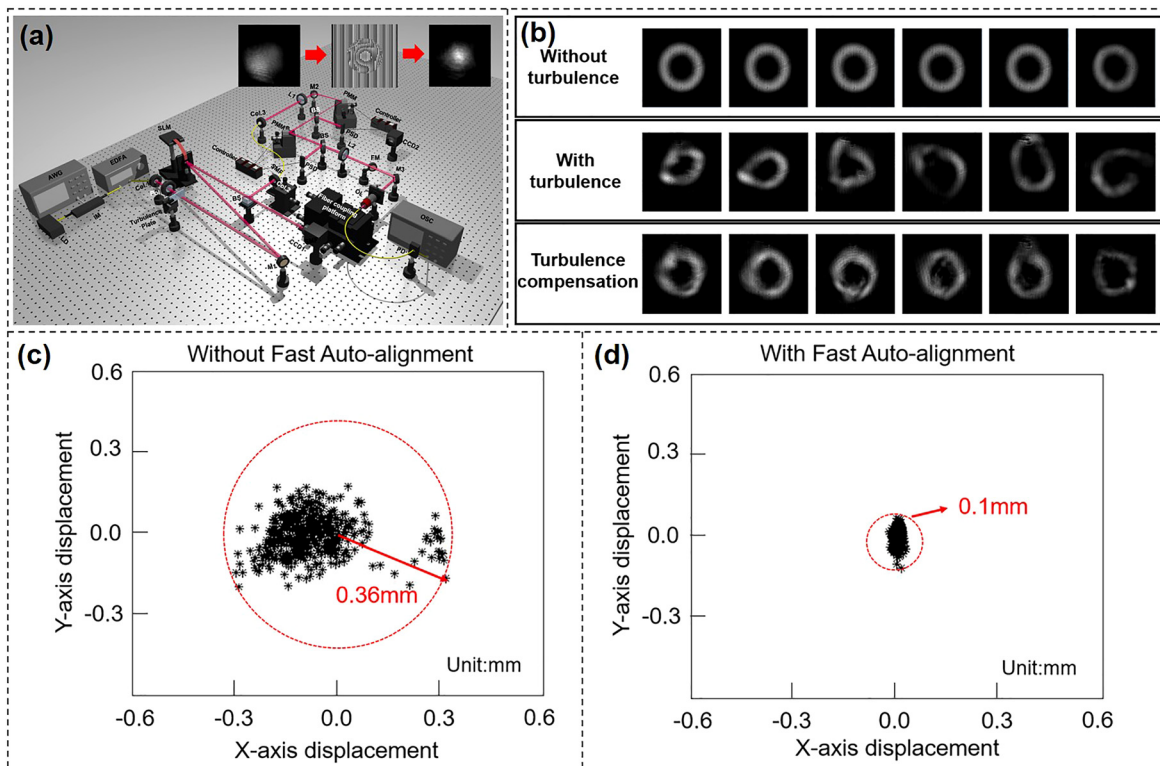 (a)
L1
M2
Col.3
BS
PMM
Controller
CCD2
SLM
BS
PSD
L2
FM
M3
Controller
EDFA
AWG
IM
Turbulence
Plate
Col.2
BS
Fiber coupling
platform
OSC
CCD1
M1
(b)
Without
turbulence
With
turbulence
Turbulence
compensation
(c)
Without Fast Auto-alignment
0.6
0.3
0.0
-0.3
Y-axis displacement
0.36mm
Unit:mm
-0.6
-0.3
0.0
0.3
0.6
X-axis displacement
(d)
With Fast Auto-alignment
0.6
0.3
0.0
-0.3
Y-axis displacement
0.1mm
Unit:mm
-0.6
-0.3
0.0
0.3
0.6
X-axis displacement